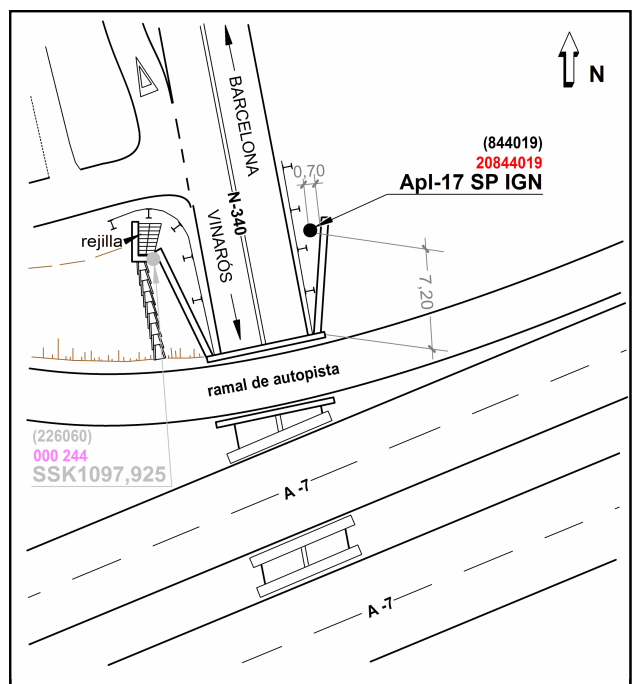 N
(844019)
20844019
Apl-17 SP IGN
BARCELONA
N-340
VINARÓS
0,70
rejilla
7,20
ramal de autopista
(226060)
000 244
SSK1097,925
A -7
A -7